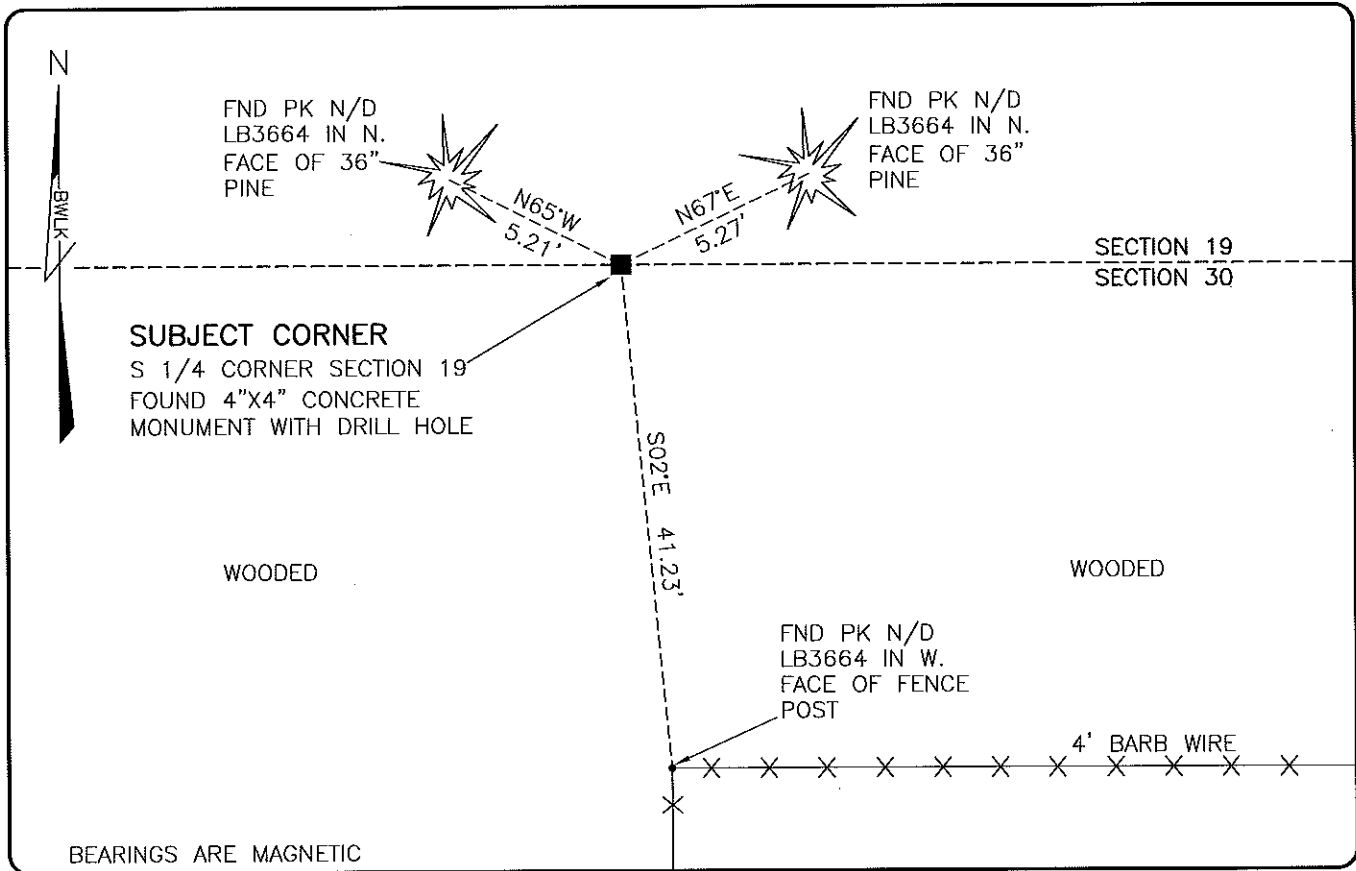 N
BWLK
FND PK N/D
LB3664 IN N.
FACE OF 36"
PINE
FND PK N/D
LB3664 IN N.
FACE OF 36"
PINE
N65°W
5.21'
N67°E
5.27'
SECTION 19
SECTION 30
SUBJECT CORNER
S 1/4 CORNER SECTION 19
FOUND 4"X4" CONCRETE
MONUMENT WITH DRILL HOLE
S02°E 41.23'
WOODED
WOODED
FND PK N/D
LB3664 IN W.
FACE OF FENCE
POST
4' BARB WIRE
BEARINGS ARE MAGNETIC